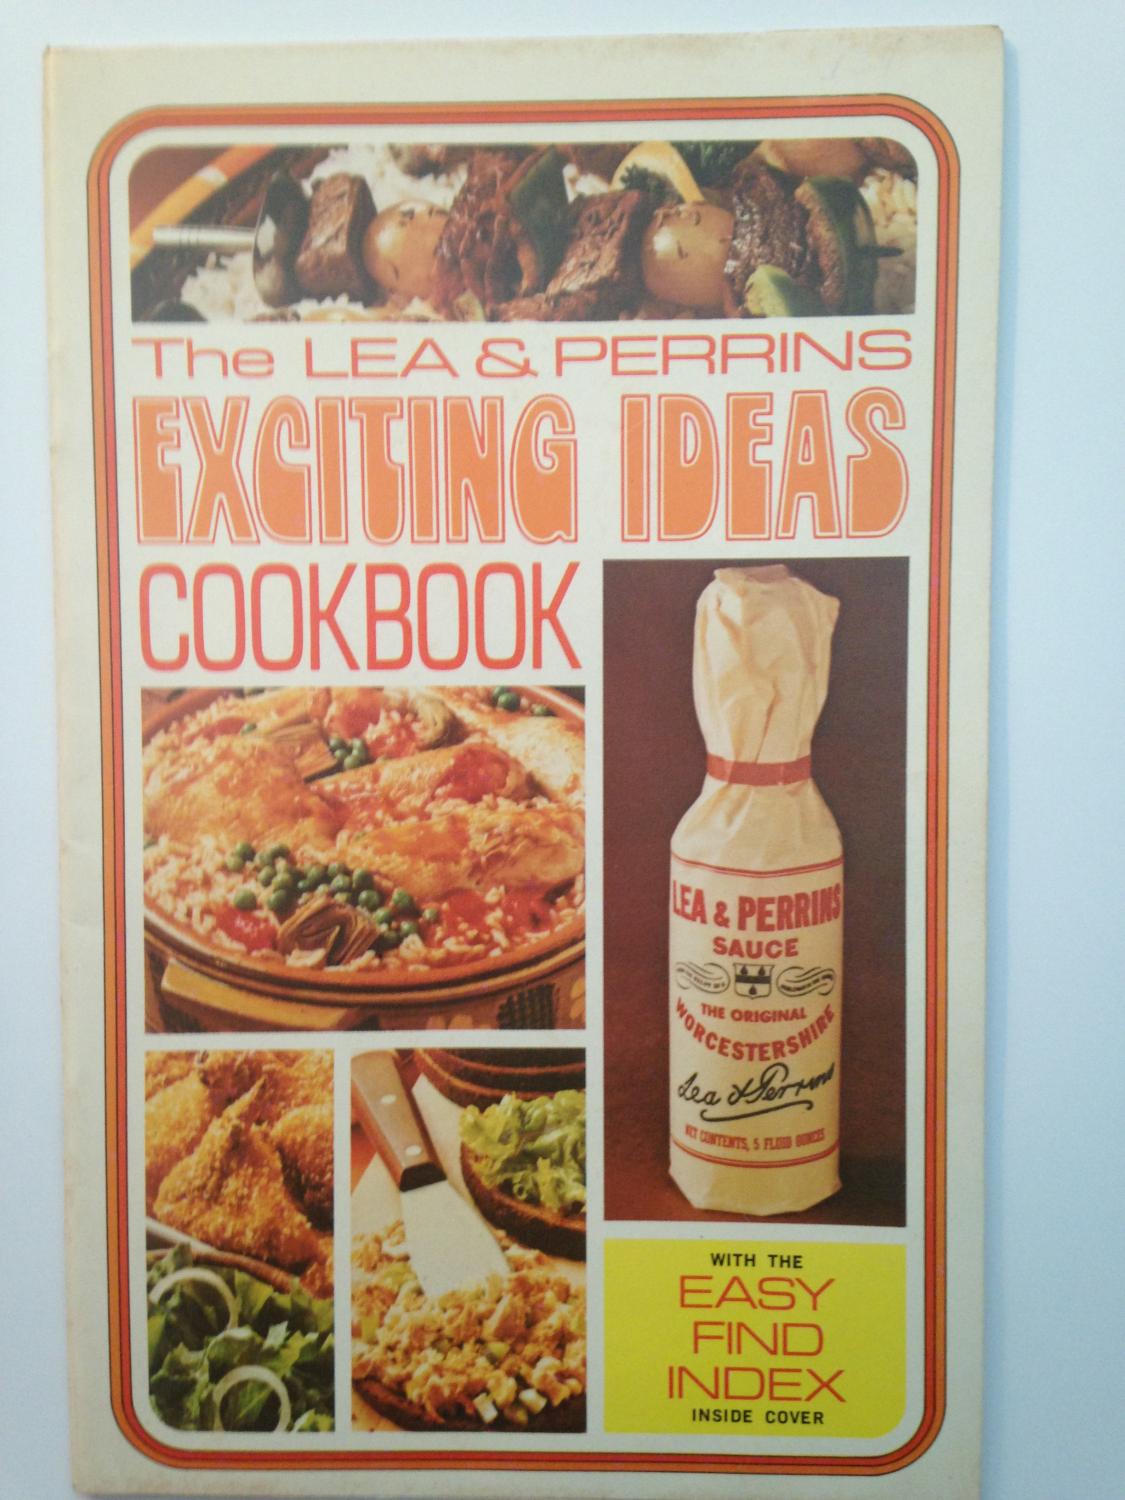 The LEA & PERRINS
EXCITING IDEAS
COOKBOOK
LEA & PERRINS
SAUCE
THE ORIGINAL
WORCESTERSHIRE
Lea & Perrins
NET CONTENTS, 5 FLUID OUNCES
WITH THE
EASY
FIND
INDEX
INSIDE COVER